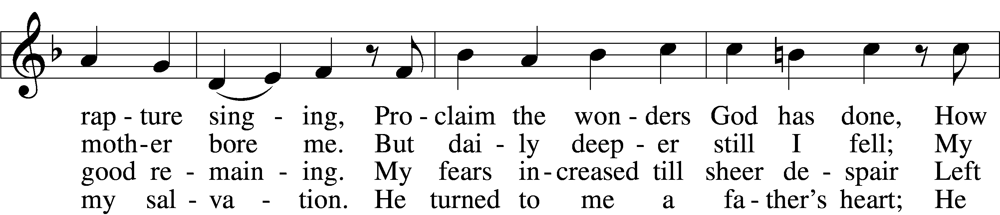 rap - ture sing - ing, Pro - claim the won - ders God has done, How
moth - er bore me. But dai - ly deep - er still I fell; My
good re - main - ing. My fears in - creased till sheer de - spair Left
my sal - va - tion. He turned to me a fa - ther's heart; He